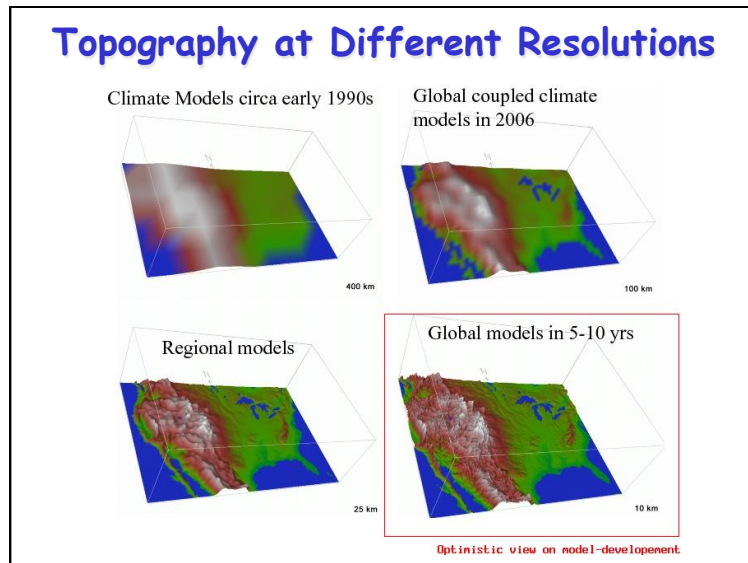 Topography at Different Resolutions
Climate Models circa early 1990s
Global coupled climate
models in 2006
400 km
100 km
Regional models
Global models in 5-10 yrs
25 km
10 km
Optimistic view on model-developement